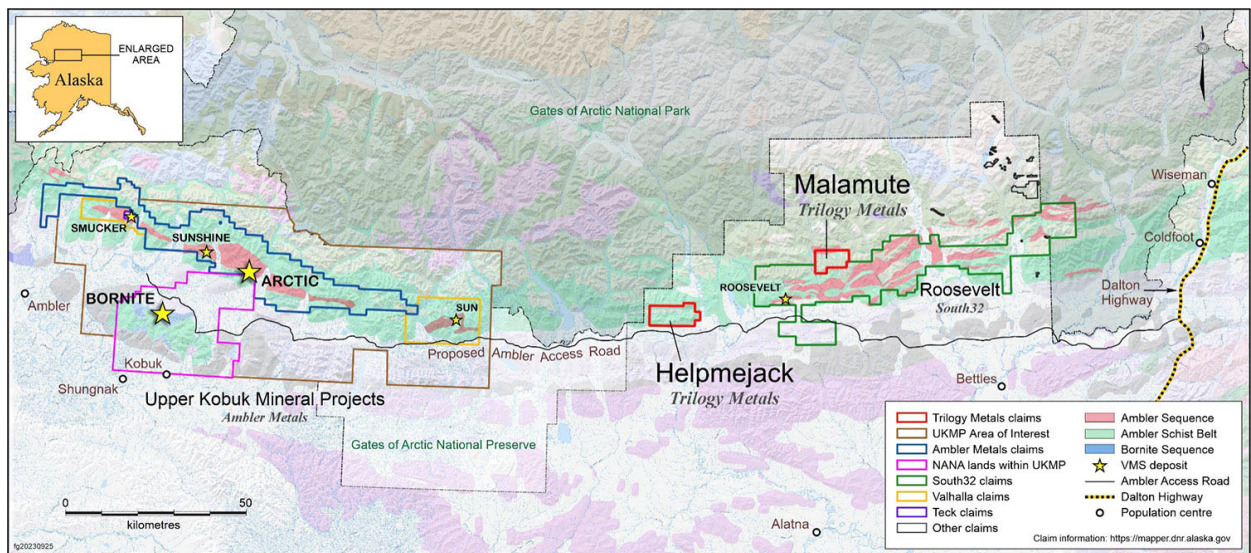 ENLARGED
AREA
Alaska
Gates of Arctic National Park
Malamute
Trilogy Metals
Wiseman
SMUCKER
SUNSHINE
Coldfoot
ARCTIC
Ambler
BORNITE
ROOSEVELT
Roosevelt
South32
Dalton
Highway
SUN
Proposed Ambler Access Road
Kobuk
Shungnak
Helpmejack
Trilogy Metals
Bettles
Upper Kobuk Mineral Projects
Ambler Metals
Gates of Arctic National Preserve
Alatna
0 50
kilometres
Trilogy Metals claims
UKMP Area of Interest
Ambler Metals claims
NANA lands within UKMP
South32 claims
Valhalla claims
Teck claims
Other claims
Ambler Sequence
Ambler Schist Belt
Bornite Sequence
VMS deposit
Ambler Access Road
Dalton Highway
Population centre
Claim information: https://mapper.dnr.alaska.gov
fg20230925